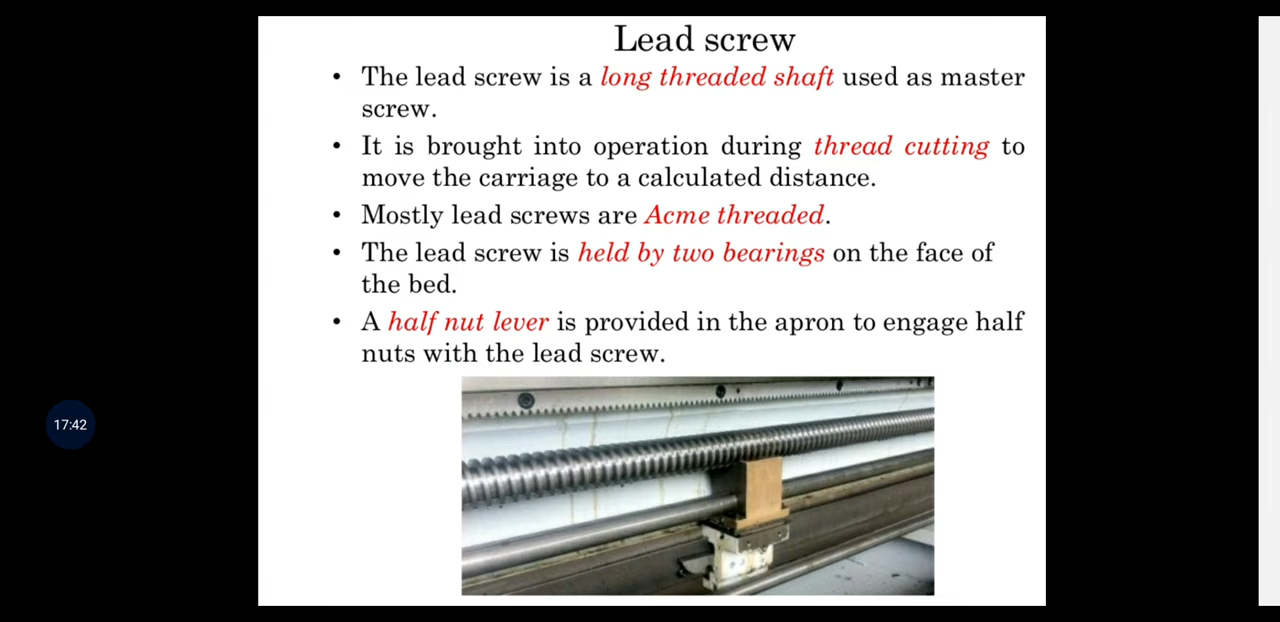 Lead screw
• The lead screw is a long threaded shaft used as master
screw.
• It is brought into operation during thread cutting to
move the carriage to a calculated distance.
• Mostly lead screws are Acme threaded.
• The lead screw is held by two bearings on the face of
the bed.
• A half nut lever is provided in the apron to engage half
nuts with the lead screw.
17:42